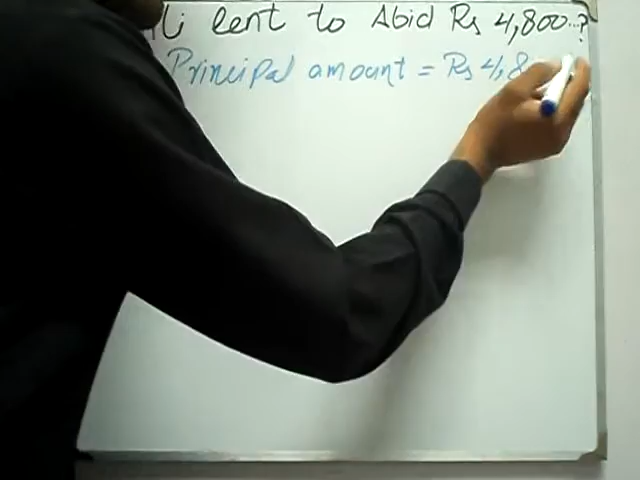 lent to Abid Rs 4,800..?
Principal amount = Rs 4,8